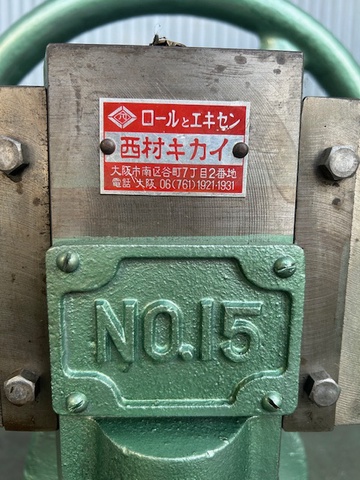 ロールとエキセン
西村キカイ
大阪市南区谷町7丁目2番地
電話 大阪 06(761)1921-1931
NO.15